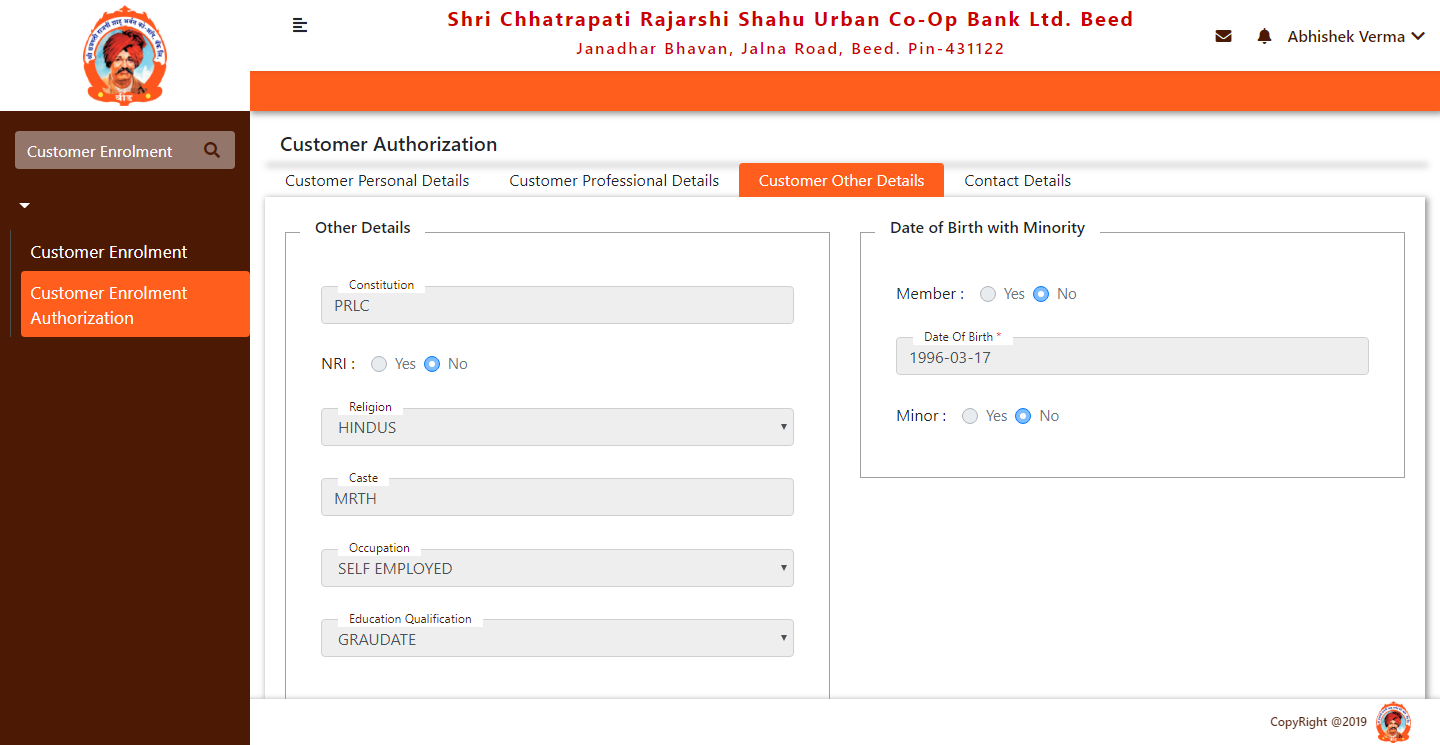 Shri Chhatrapati Rajarshi Shahu Urban Co-Op Bank Ltd. Beed
Janadhar Bhavan, Jalna Road, Beed. Pin-431122
Abhishek Verma
बीड
Customer Enrolment
Customer Enrolment
Customer Enrolment
Authorization
Customer Authorization
Customer Personal Details
Customer Professional Details
Customer Other Details
Contact Details
Other Details
Constitution
PRLC
NRI :
Yes
No
Religion
HINDUS
Caste
MRTH
Occupation
SELF EMPLOYED
Education Qualification
GRAUDATE
Date of Birth with Minority
Member :
Yes
No
Date Of Birth *
1996-03-17
Minor :
Yes
No
CopyRight @2019